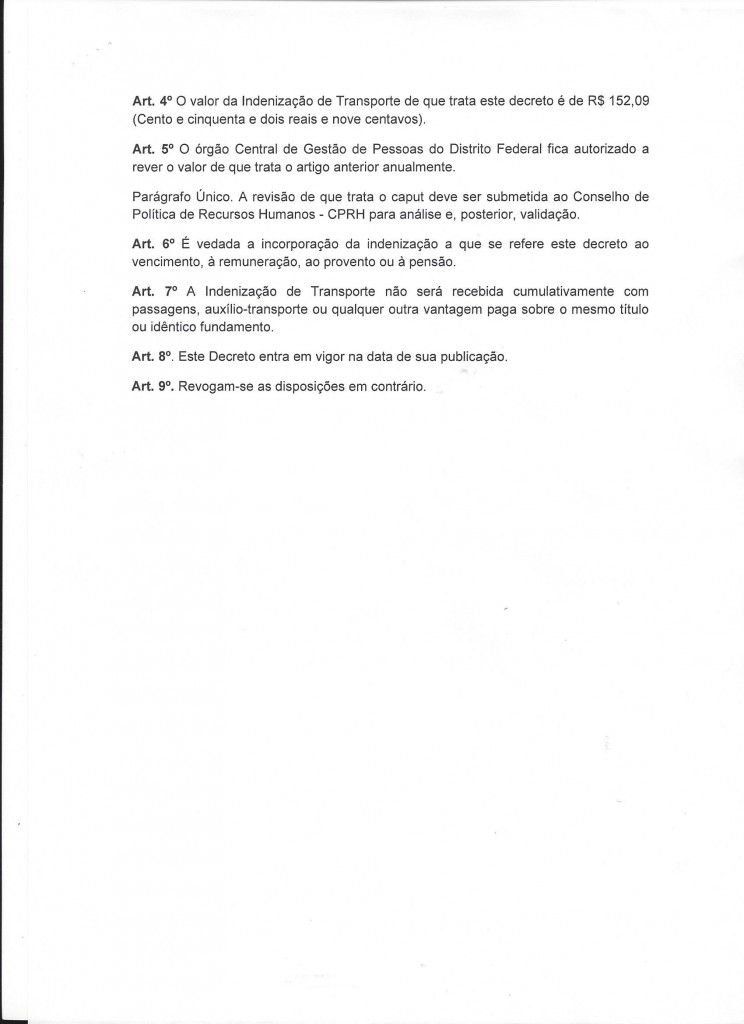 Art. 4º O valor da Indenização de Transporte de que trata este decreto é de R$ 152,09
(Cento e cinquenta e dois reais e nove centavos).
Art. 5º O órgão Central de Gestão de Pessoas do Distrito Federal fica autorizado a
rever o valor de que trata o artigo anterior anualmente.
Parágrafo Único. A revisão de que trata o caput deve ser submetida ao Conselho de
Política de Recursos Humanos - CPRH para análise e, posterior, validação.
Art. 6º É vedada a incorporação da indenização a que se refere este decreto ao
vencimento, à remuneração, ao provento ou à pensão.
Art. 7º A Indenização de Transporte não será recebida cumulativamente com
passagens, auxílio-transporte ou qualquer outra vantagem paga sobre o mesmo título
ou idêntico fundamento.
Art. 8º. Este Decreto entra em vigor na data de sua publicação.
Art. 9º. Revogam-se as disposições em contrário.